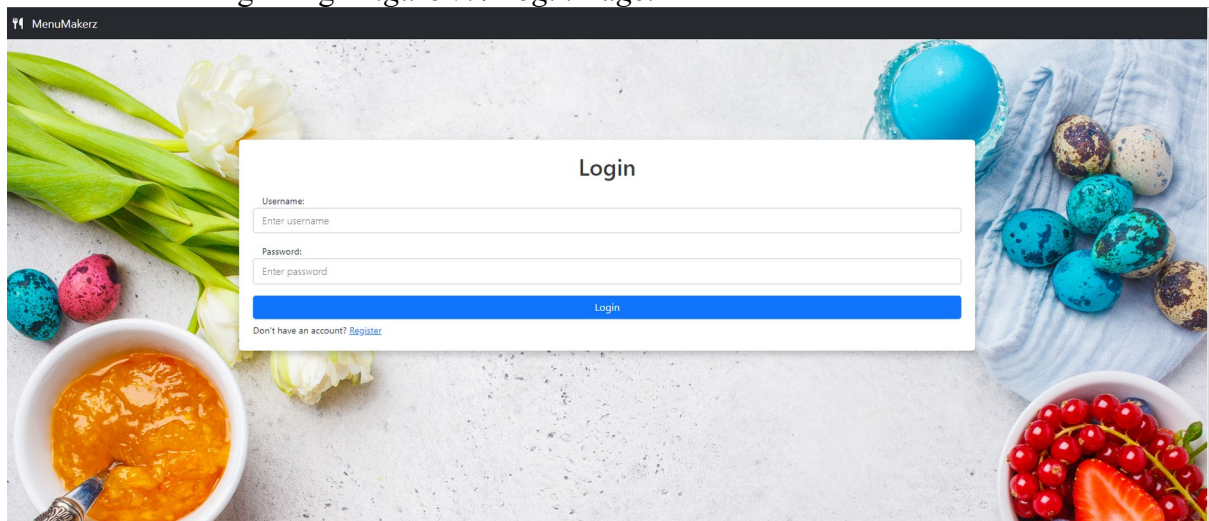 MenuMakerz
Login
Username:
Enter username
Password:
Enter password
Login
Don't have an account? Register